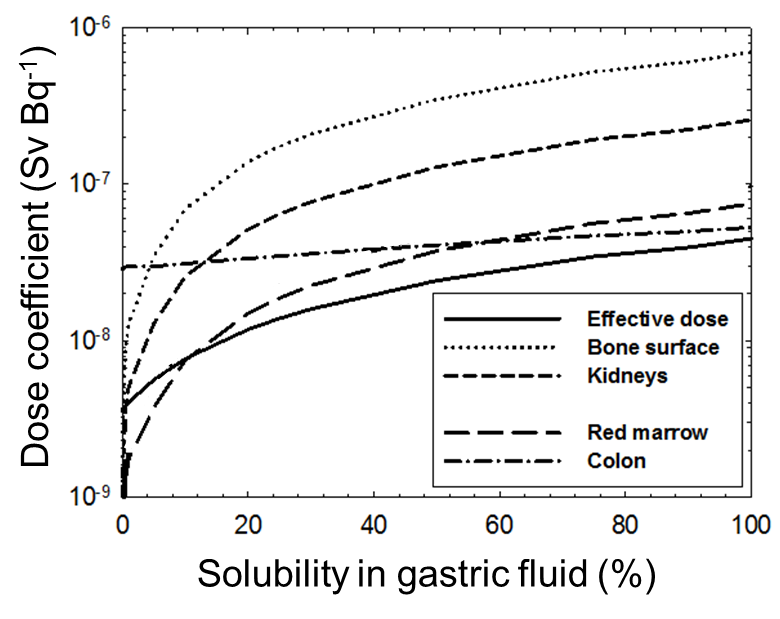 10-6
10-7
10-8
10-9
Dose coefficient (Sv Bq-1)
Effective dose
Bone surface
Kidneys
Red marrow
Colon
0 20 40 60 80 100
Solubility in gastric fluid (%)